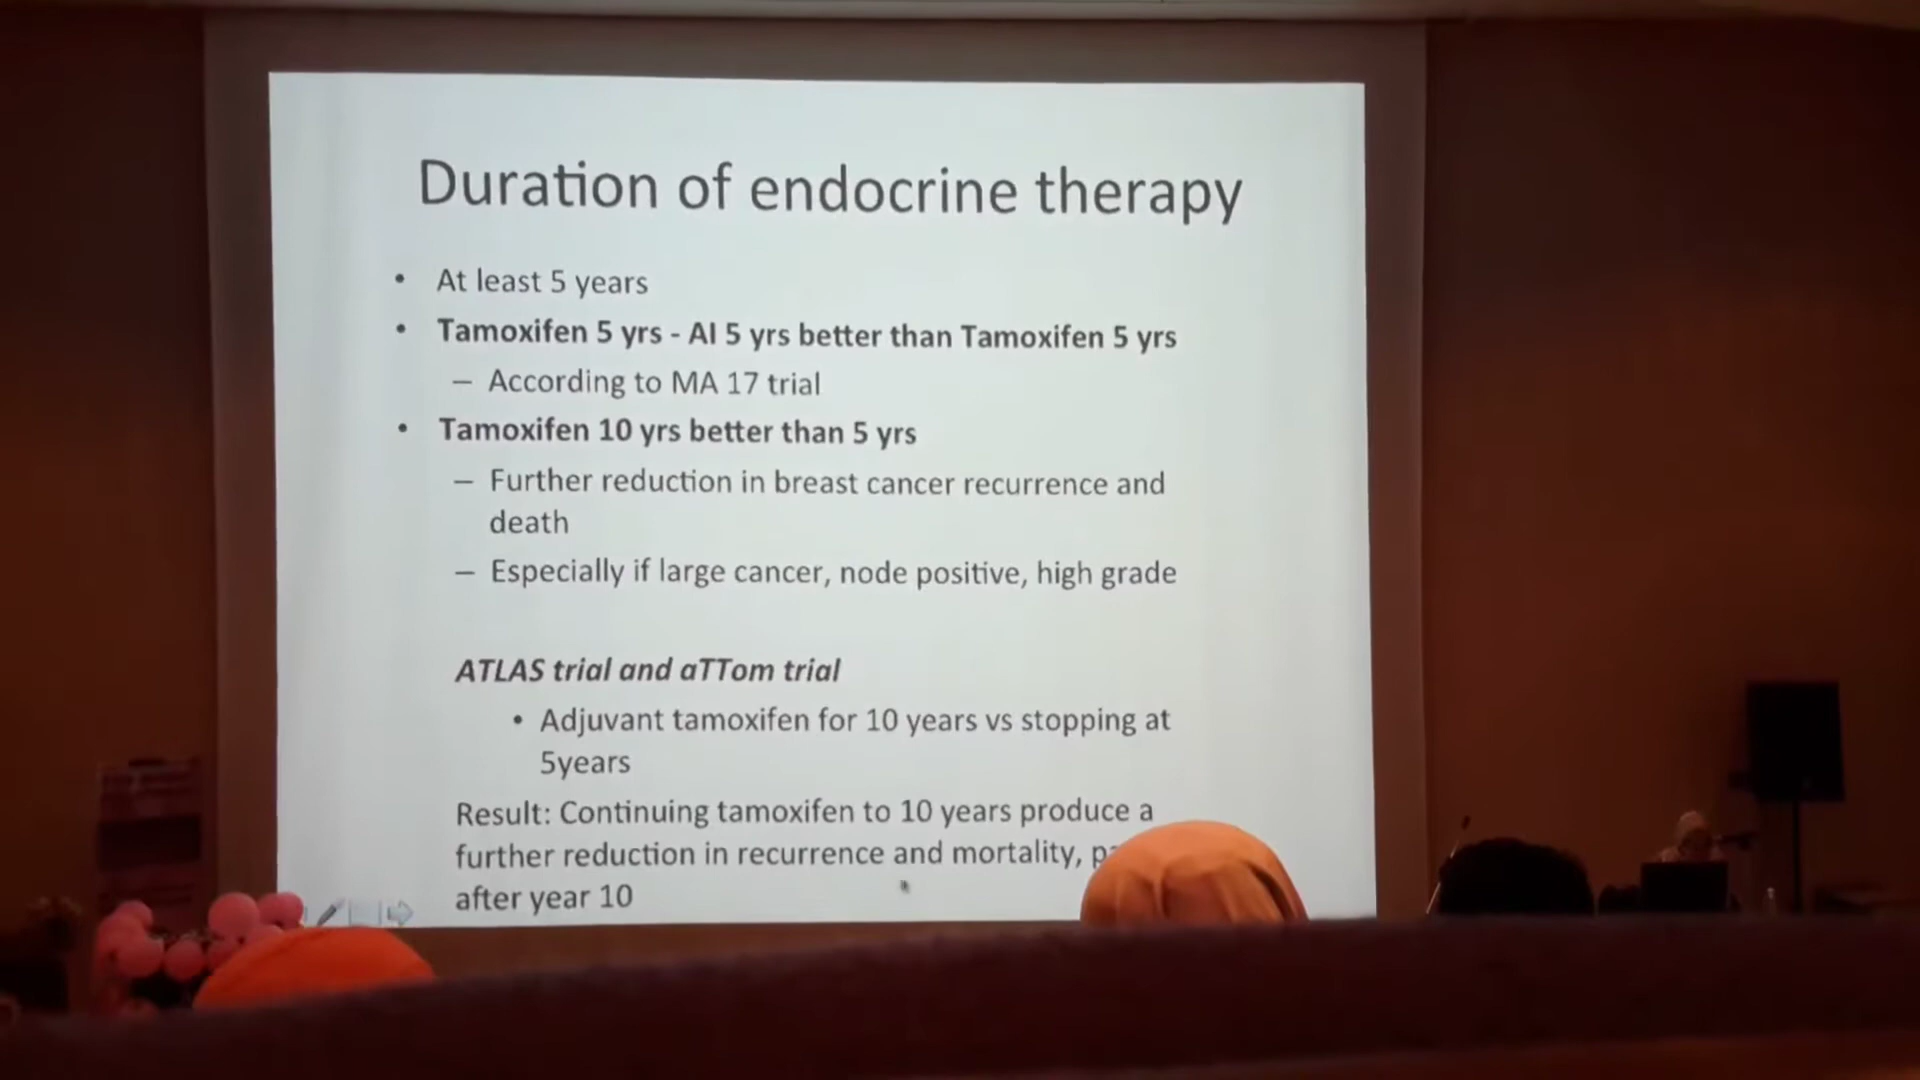 Duration of endocrine therapy
• At least 5 years
• Tamoxifen 5 yrs - AI 5 yrs better than Tamoxifen 5 yrs
– According to MA 17 trial
• Tamoxifen 10 yrs better than 5 yrs
– Further reduction in breast cancer recurrence and
death
– Especially if large cancer, node positive, high grade
ATLAS trial and aTTom trial
• Adjuvant tamoxifen for 10 years vs stopping at
5years
Result: Continuing tamoxifen to 10 years produce a
further reduction in recurrence and mortality,
after year 10